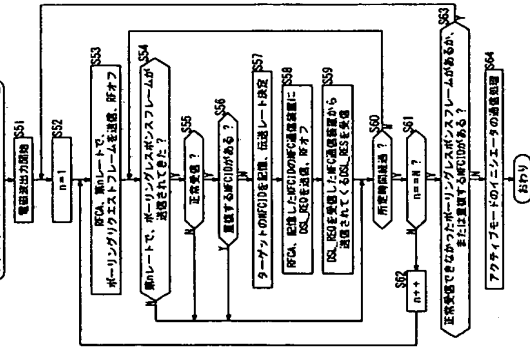 S51
電磁波出力開始
S52
n=1
S53
RFCA、第nレートで、
ポーリングリクエストフレームを送信、RFオフ
S54
第nレートで、ポーリングレスポンスフレームが
送信されてきた?
S55
正常受信?
S56
重複するNFCIDがある?
S57
ターゲットのNFCIDを記憶、伝送レート決定
S58
RFCA、記憶したNFCIDのNFC通信装置に
DSL_REQを送信、RFオフ
S59
DSL_REQを受信したNFC通信装置から
送信されてくるDSL_RESを受信
S60
所定時間経過?
S61
n==N?
S62
n++
S63
正常受信できなかったポーリングレスポンスフレームがあるか、
または重複するNFCIDがある?
S64
アクティブモードのイニシエータの通信処理
おわり
N
Y
N
Y
Y
N
N
Y
N
Y
Y
N